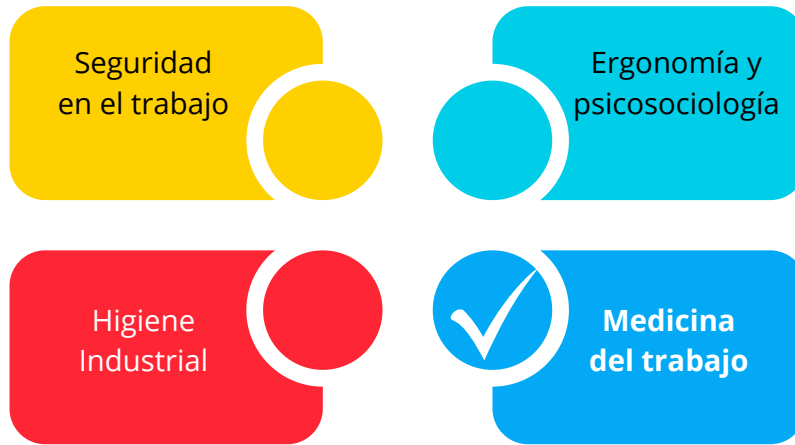 Seguridad
en el trabajo
Ergonomía y
psicosociología
Higiene
Industrial
Medicina
del trabajo